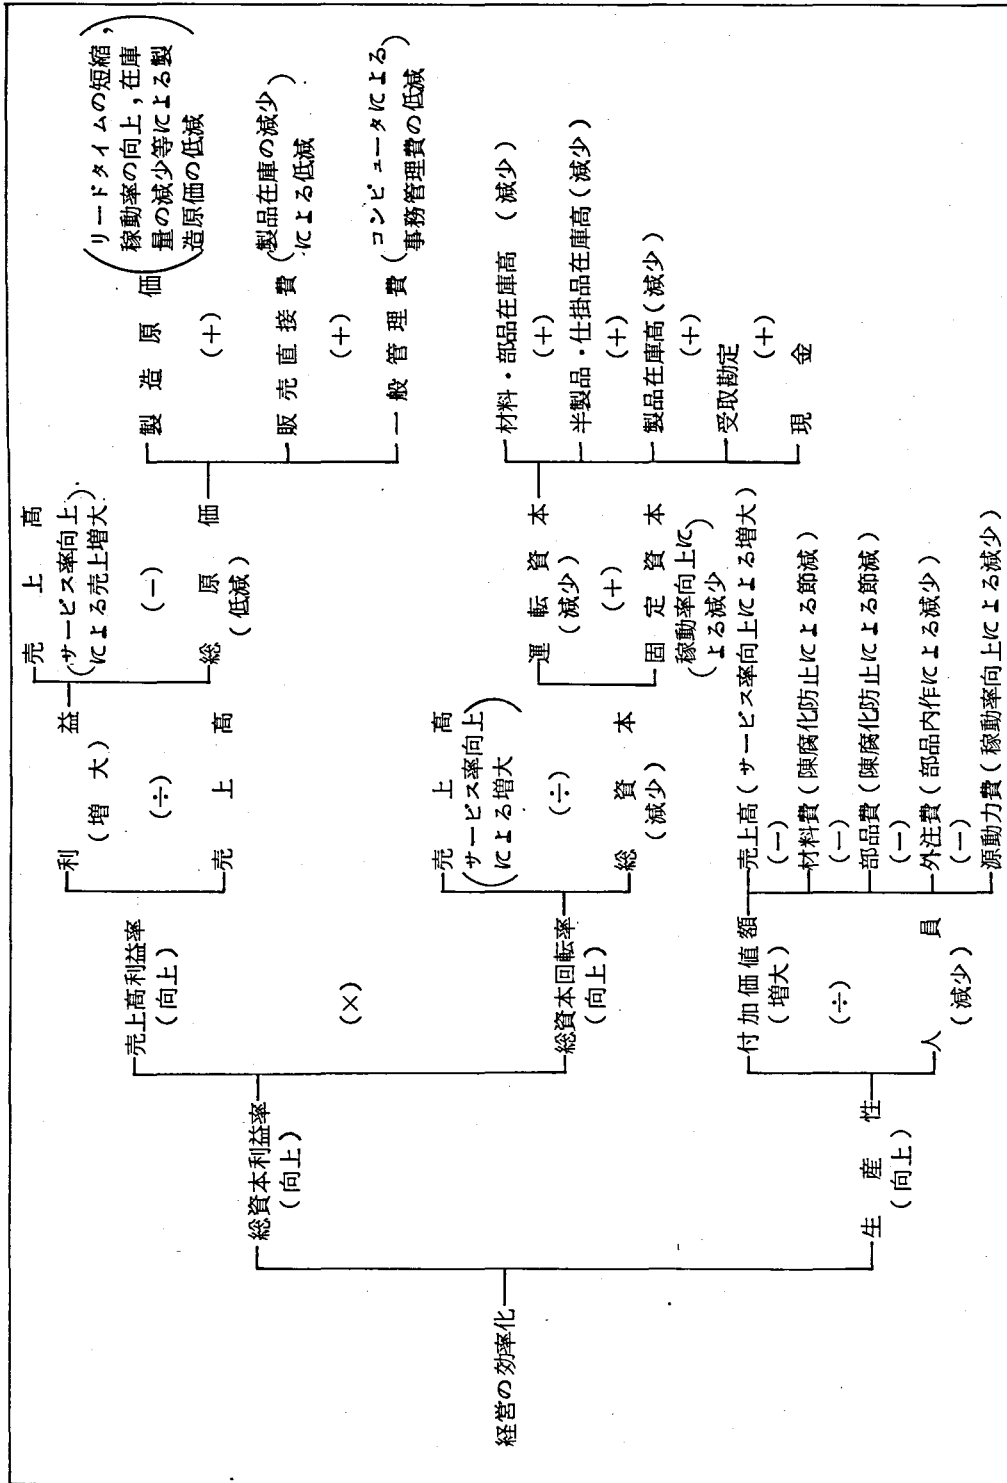 経営の効率化
総資本利益率
(向上)
売上高利益率
(向上)
(×)
総資本回転率
(向上)
利益
(増大)
(÷)
売上高
売上高
(サービス率向上
による売上増大)
(−)
総原価
(低減)
製造原価
(リードタイムの短縮,
稼動率の向上,在庫
量の減少等による製
造原価の低減)
(+)
販売直接費
(製品在庫の減少
による低減)
(+)
一般管理費
(コンピュータによる
事務管理費の低減)
売上高
(サービス率向上
による増大)
(÷)
総資本
(減少)
運転資本
(減少)
(+)
固定資本
(稼動率向上に
よる減少)
材料・部品在庫高(減少)
(+)
半製品・仕掛品在庫高(減少)
(+)
製品在庫高(減少)
(+)
受取勘定
(+)
現金
生産性
(向上)
付加価値額
(増大)
(÷)
人員
(減少)
売上高(サービス率向上による増大)
(−)
材料費(陳腐化防止による節減)
(−)
部品費(陳腐化防止による節減)
(−)
外注費(部品内作による減少)
(−)
源動力費(稼動率向上による減少)